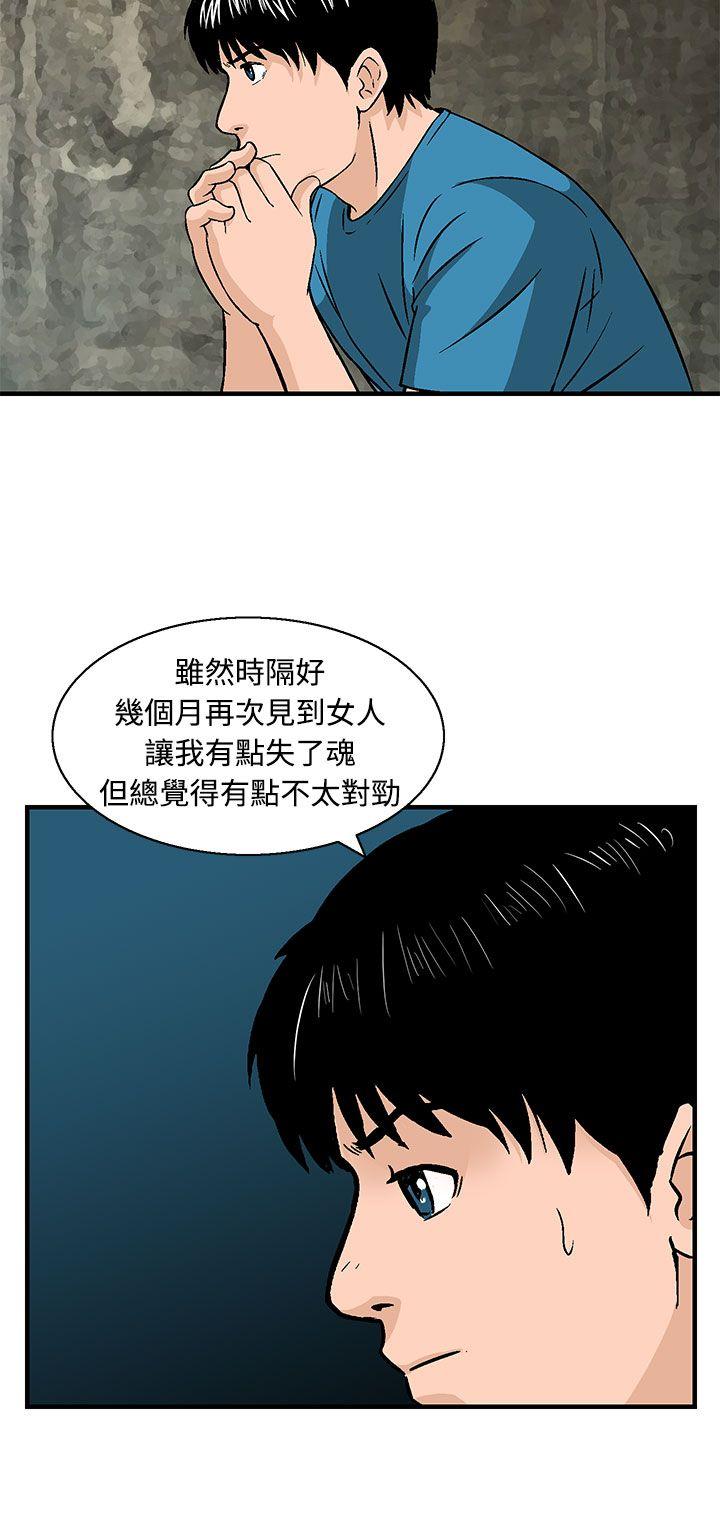 雖然時隔好
幾個月再次見到女人
讓我有點失了魂
但總覺得有點不太對勁